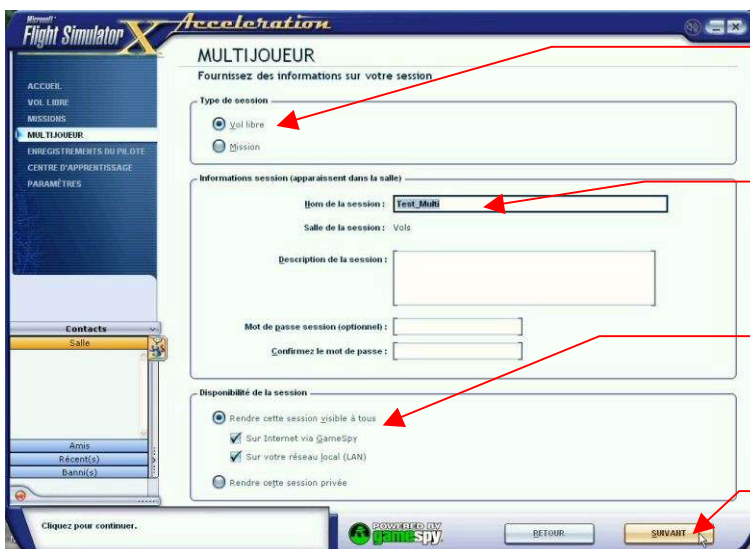 Microsoft
Flight Simulator X
Acceleration
MULTIJOUEUR
Fournissez des informations sur votre session
ACCUEIL
VOL LIBRE
MISSIONS
MULTIJOUEUR
ENREGISTREMENTS DU PILOTE
CENTRE D'APPRENTISSAGE
PARAMÈTRES
Type de session
Vol libre
Mission
Informations session (apparaissent dans la salle)
Nom de la session : Test_Multi
Salle de la session : Vols
Description de la session :
Mot de passe session (optionnel) :
Confirmez le mot de passe :
Contacts
Salle
Amis
Récent(s)
Banni(s)
Disponibilité de la session
Rendre cette session visible à tous
Sur Internet via GameSpy
Sur votre réseau local (LAN)
Rendre cette session privée
Cliquez pour continuer.
POWERED BY
gamespy.
RETOUR
SUIVANT